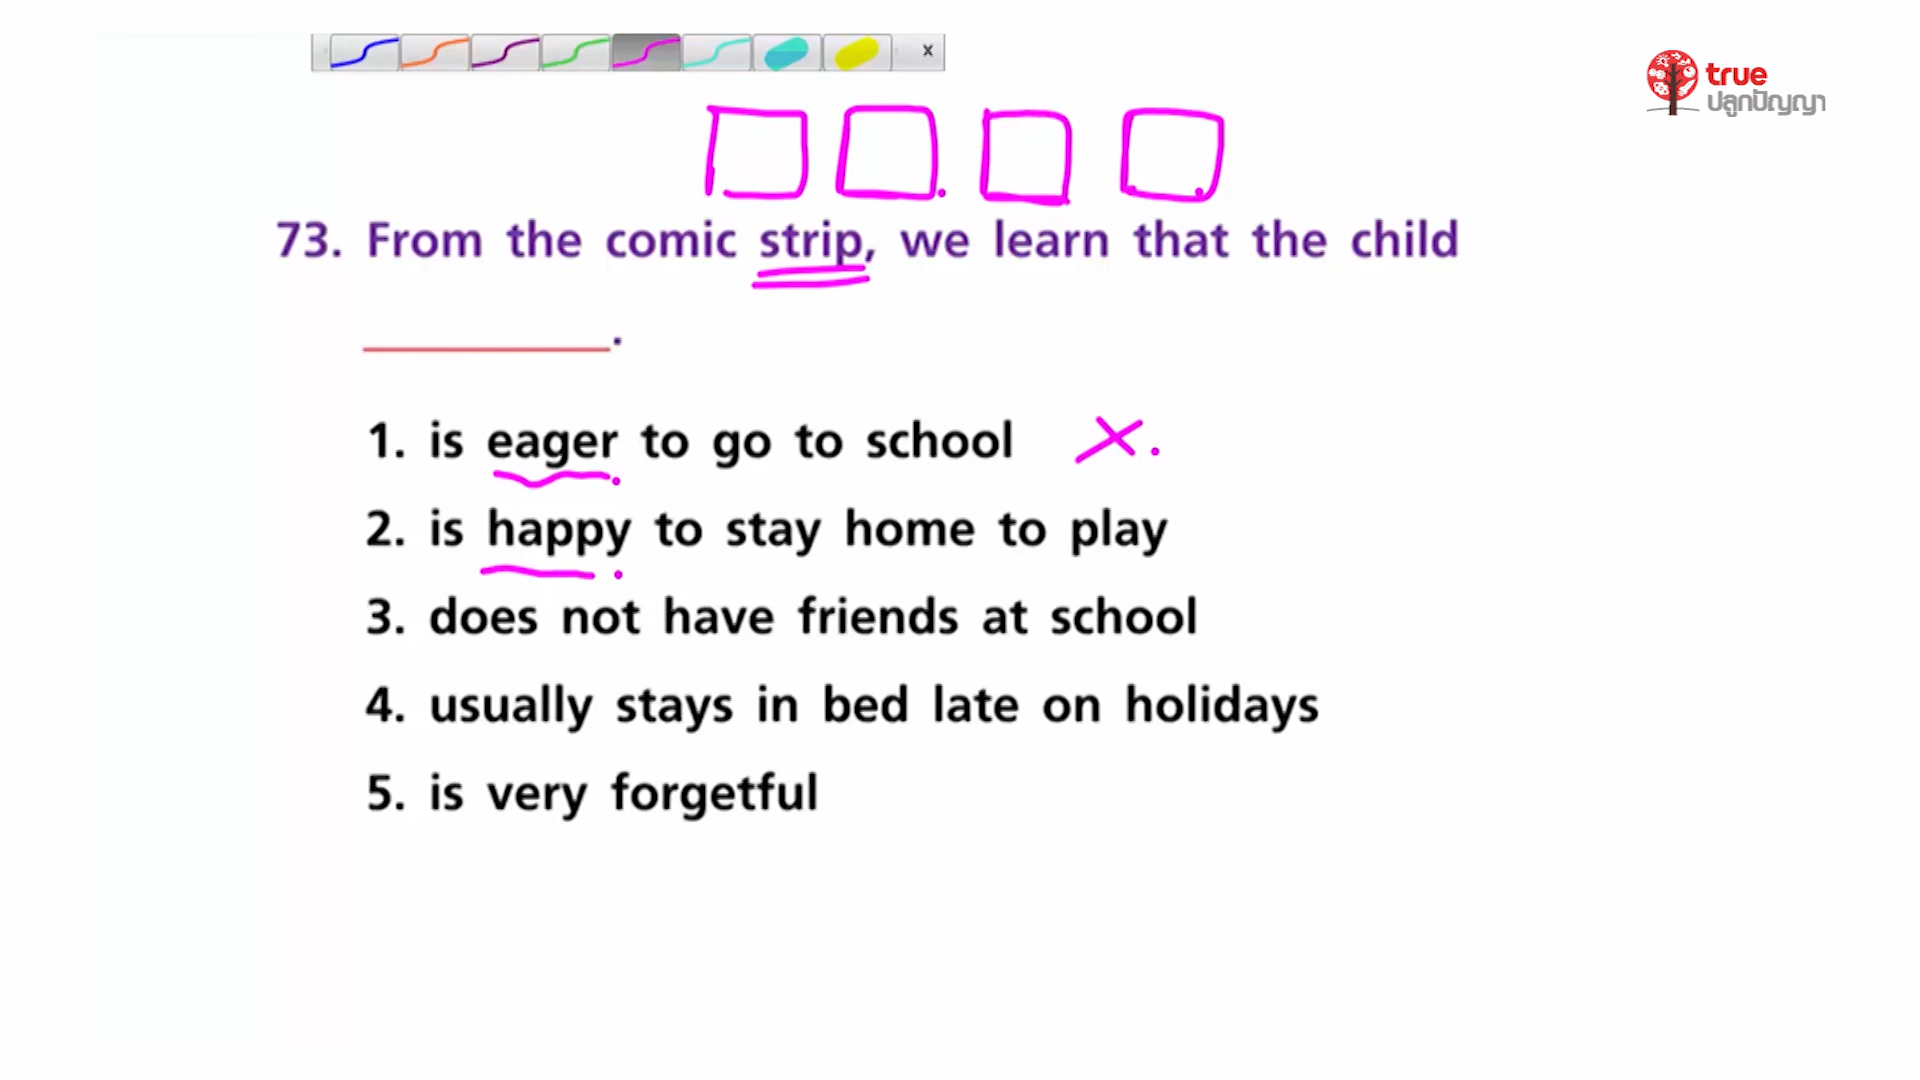 x
true
ปลูกปัญญา
73. From the comic strip, we learn that the child
__________.
1. is eager to go to school ×.
2. is happy to stay home to play
3. does not have friends at school
4. usually stays in bed late on holidays
5. is very forgetful